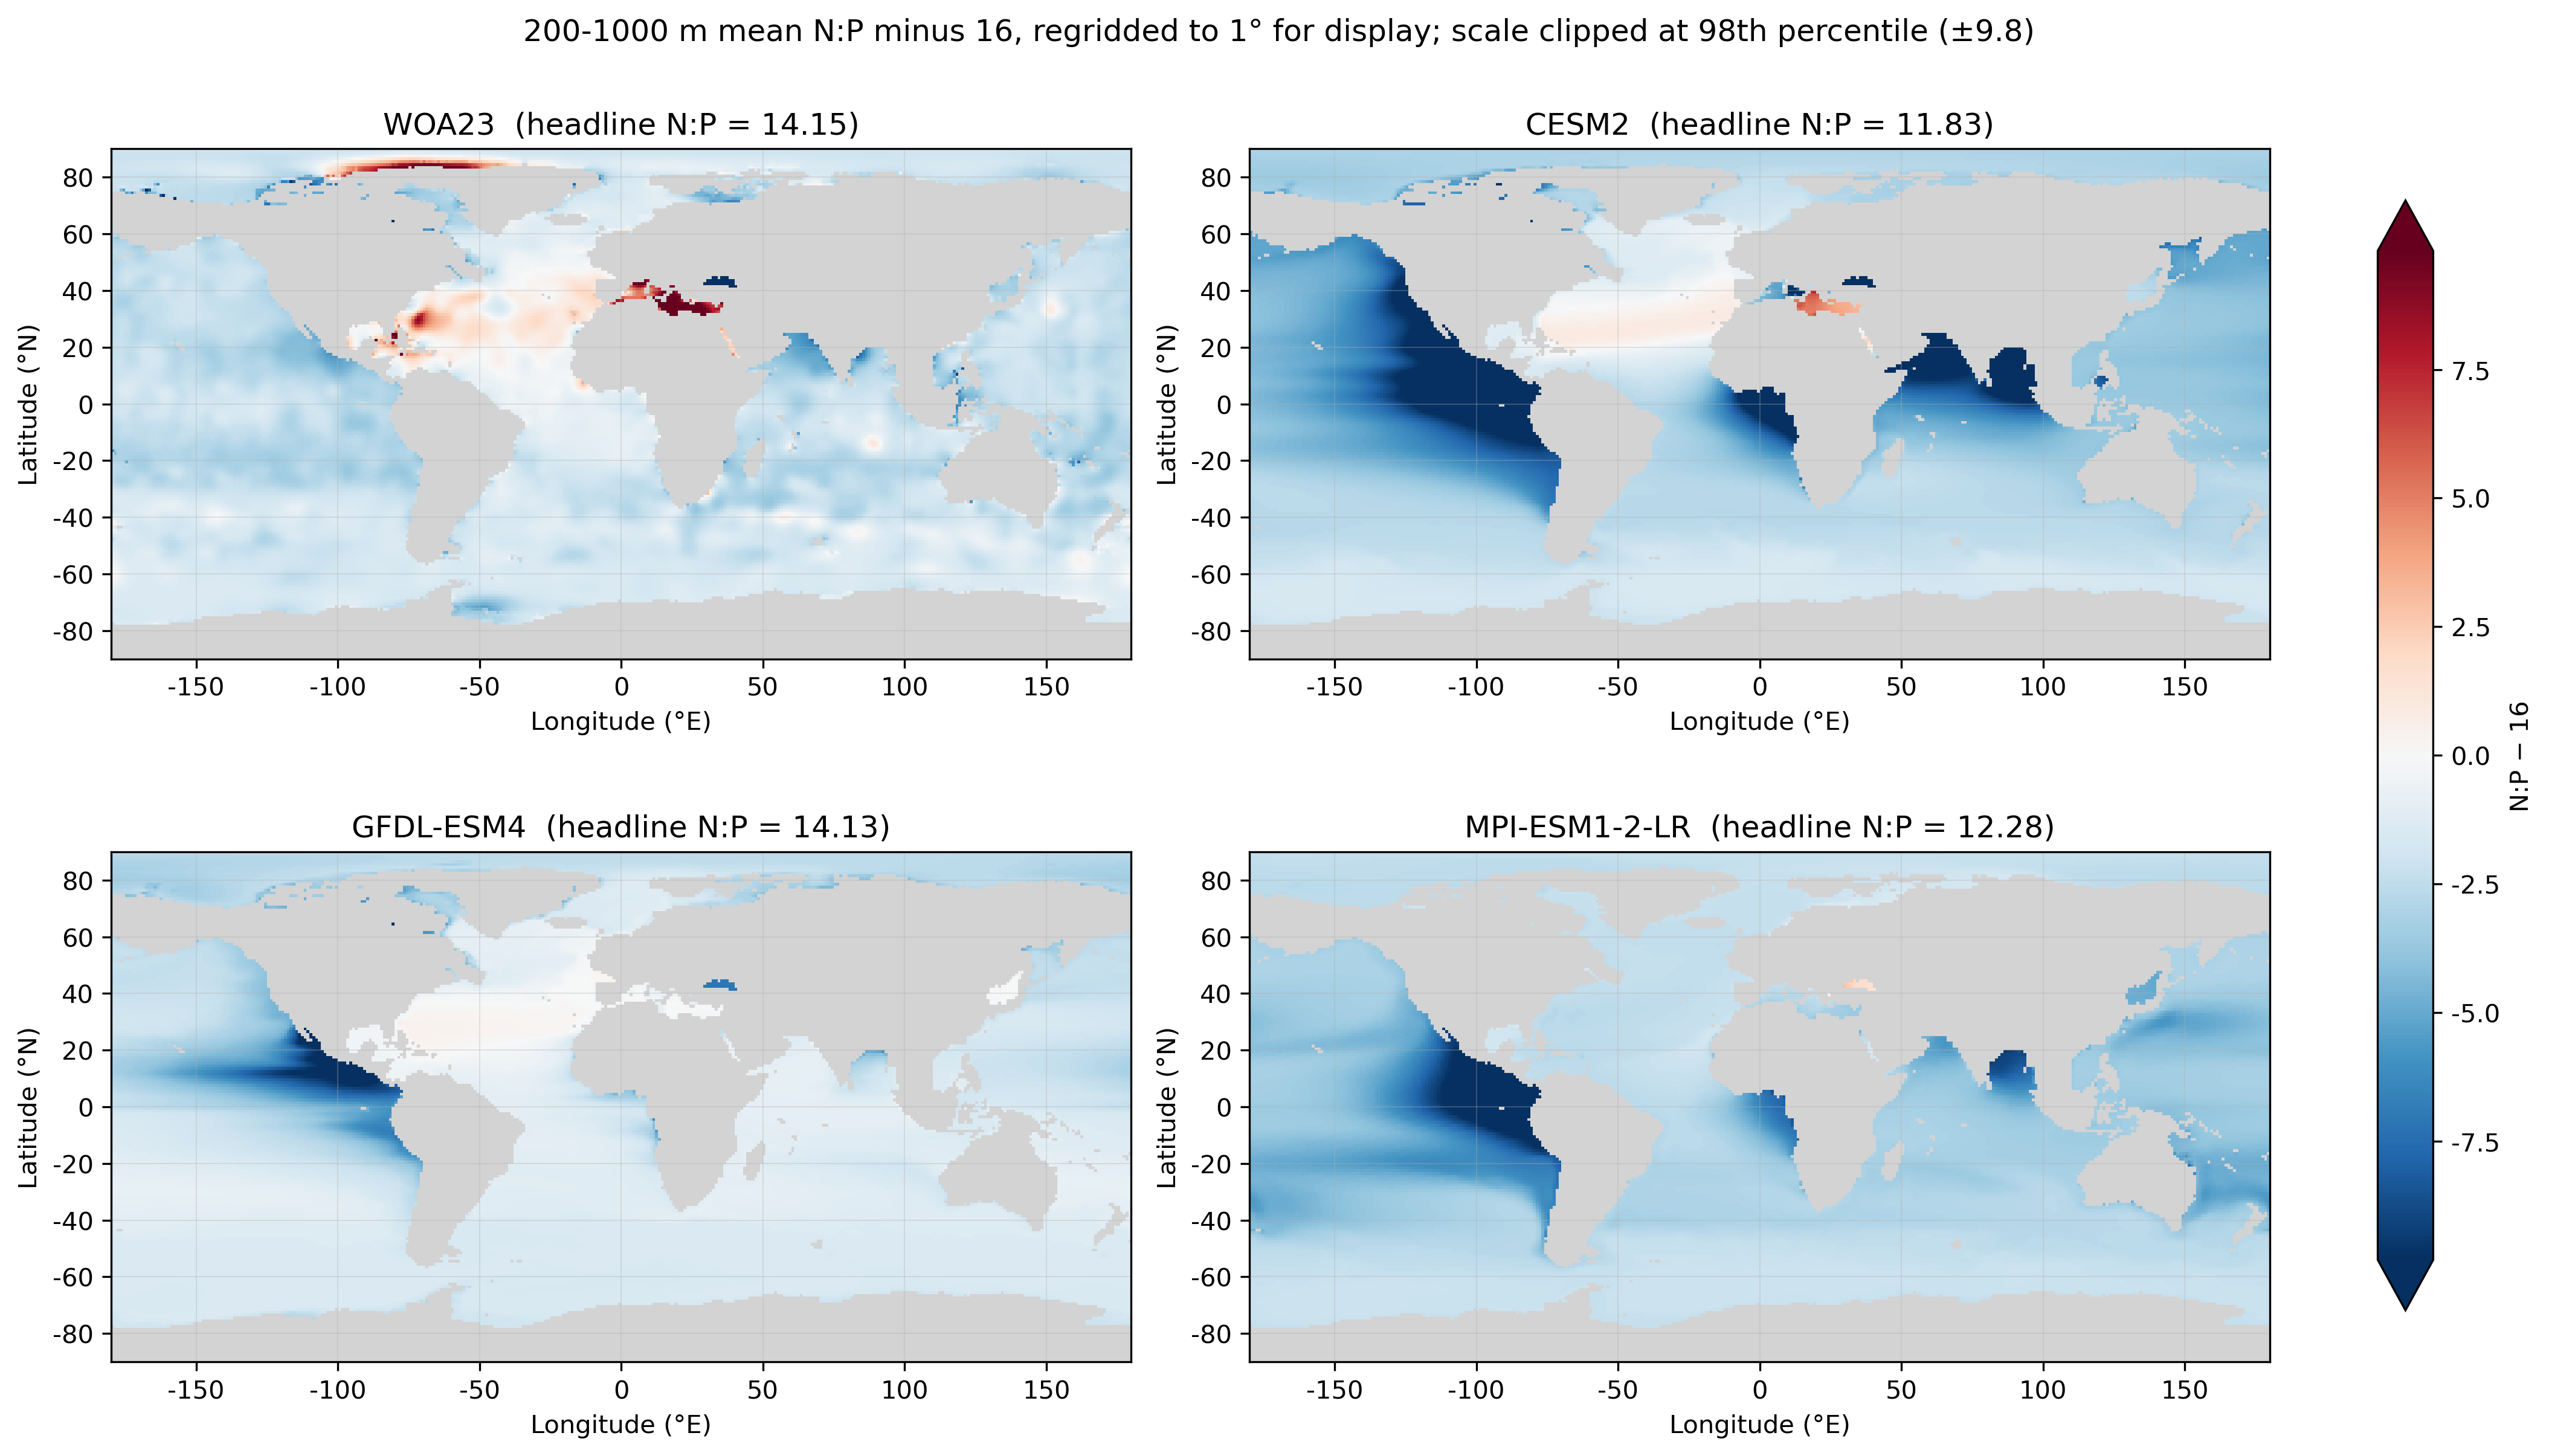 200-1000 m mean N:P minus 16, regridded to 1° for display; scale clipped at 98th percentile (±9.8)
WOA23 (headline N:P = 14.15)
80
60
40
20
0
-20
-40
-60
-80
Latitude (°N)
-150 -100 -50 0 50 100 150
Longitude (°E)
CESM2 (headline N:P = 11.83)
80
60
40
20
0
-20
-40
-60
-80
Latitude (°N)
-150 -100 -50 0 50 100 150
Longitude (°E)
GFDL-ESM4 (headline N:P = 14.13)
80
60
40
20
0
-20
-40
-60
-80
Latitude (°N)
-150 -100 -50 0 50 100 150
Longitude (°E)
MPI-ESM1-2-LR (headline N:P = 12.28)
80
60
40
20
0
-20
-40
-60
-80
Latitude (°N)
-150 -100 -50 0 50 100 150
Longitude (°E)
7.5
5.0
2.5
0.0
-2.5
-5.0
-7.5
N:P − 16